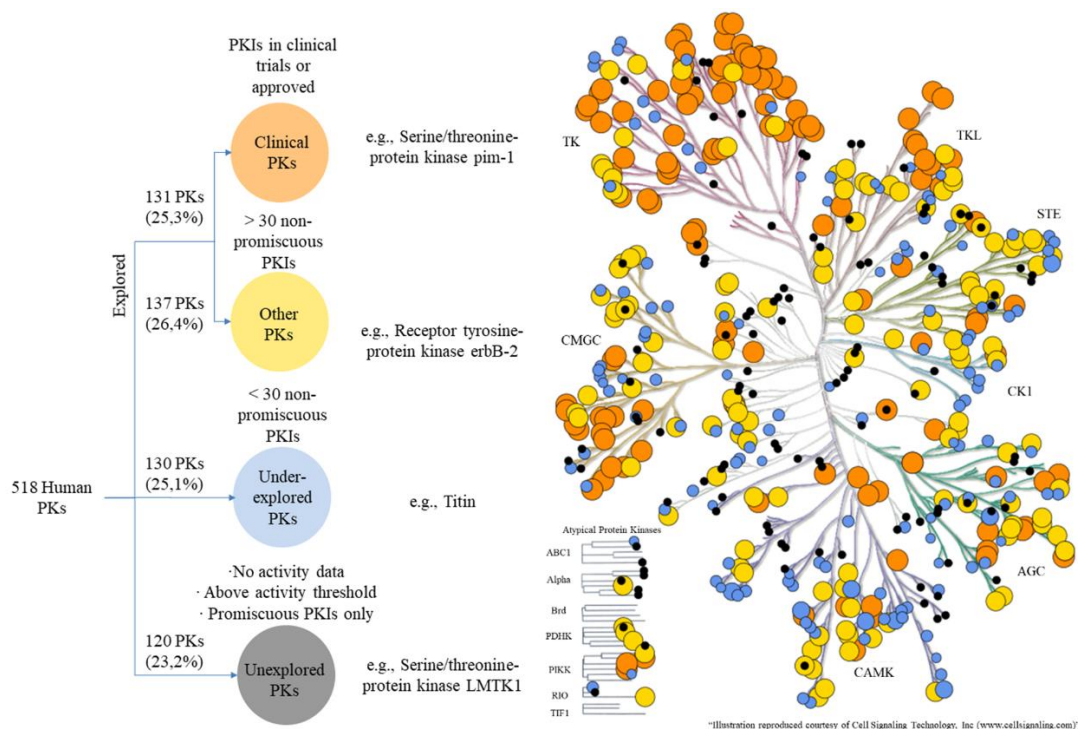 PKIs in clinical
trials or
approved
Clinical
PKs
e.g., Serine/threonine-
protein kinase pim-1
131 PKs
(25,3%)
> 30 non-
promiscuous
PKIs
Explored
137 PKs
(26,4%)
Other
PKs
e.g., Receptor tyrosine-
protein kinase erbB-2
< 30 non-
promiscuous
PKIs
518 Human
PKs
130 PKs
(25,1%)
Under-
explored
PKs
e.g., Titin
·No activity data
· Above activity threshold
· Promiscuous PKIs only
120 PKs
(23,2%)
Unexplored
PKs
e.g., Serine/threonine-
protein kinase LMTK1
TK
TKL
STE
CMGC
CK1
AGC
CAMK
Atypical Protein Kinases
ABC1
Alpha
Brd
PDHK
PIKK
RIO
TIF1
"Illustration reproduced courtesy of Cell Signaling Technology, Inc (www.cellsignaling.com)"